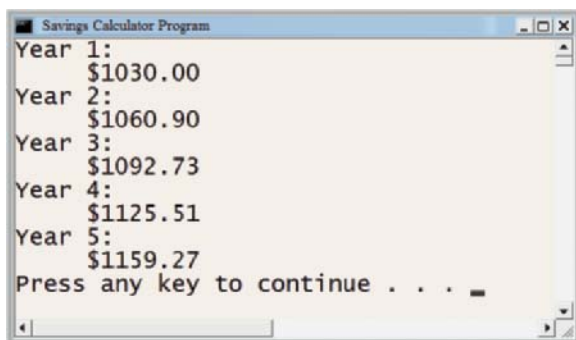 Savings Calculator Program
Year 1:
$1030.00
Year 2:
$1060.90
Year 3:
$1092.73
Year 4:
$1125.51
Year 5:
$1159.27
Press any key to continue . . . _